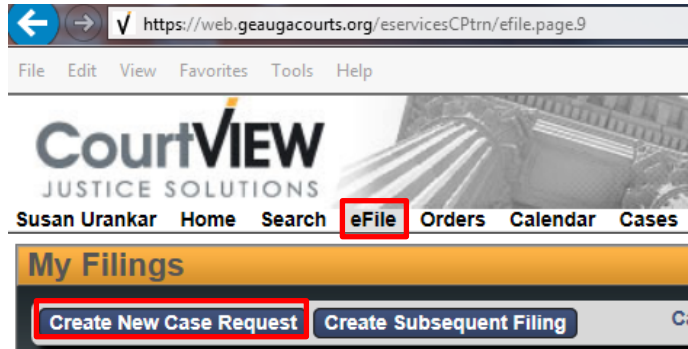 https://web.geaugacourts.org/eservicesCPtrn/efile.page.9
File Edit View Favorites Tools Help
CourtVIEW
JUSTICE SOLUTIONS
Susan Urankar Home Search eFile Orders Calendar Cases
My Filings
Create New Case Request Create Subsequent Filing